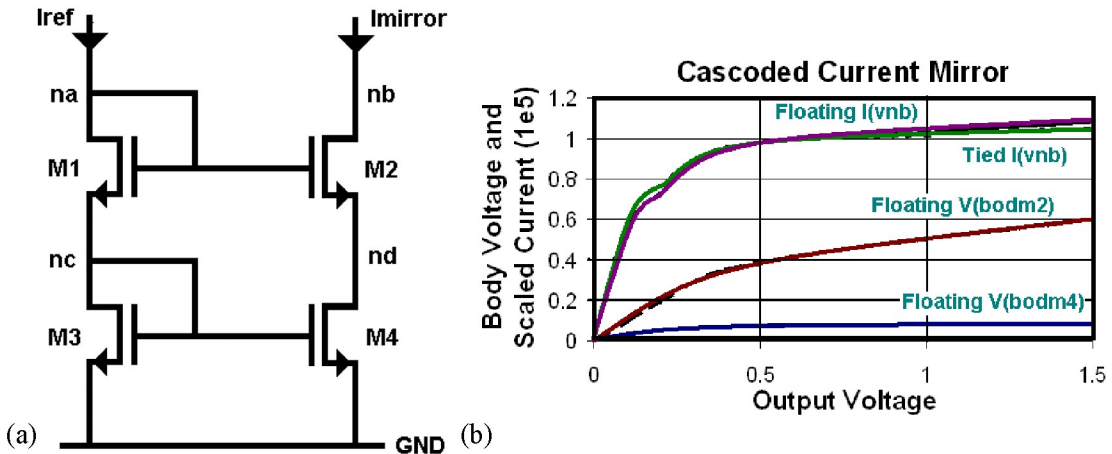 Iref
Imirror
na
nb
M1
M2
nc
nd
M3
M4
GND
(a)
(b)
Cascoded Current Mirror
Body Voltage and
Scaled Current (1e5)
1.2
1
0.8
0.6
0.4
0.2
0
Floating I(vnb)
Tied I(vnb)
Floating V(bodm2)
Floating V(bodm4)
0
0.5
1
1.5
Output Voltage